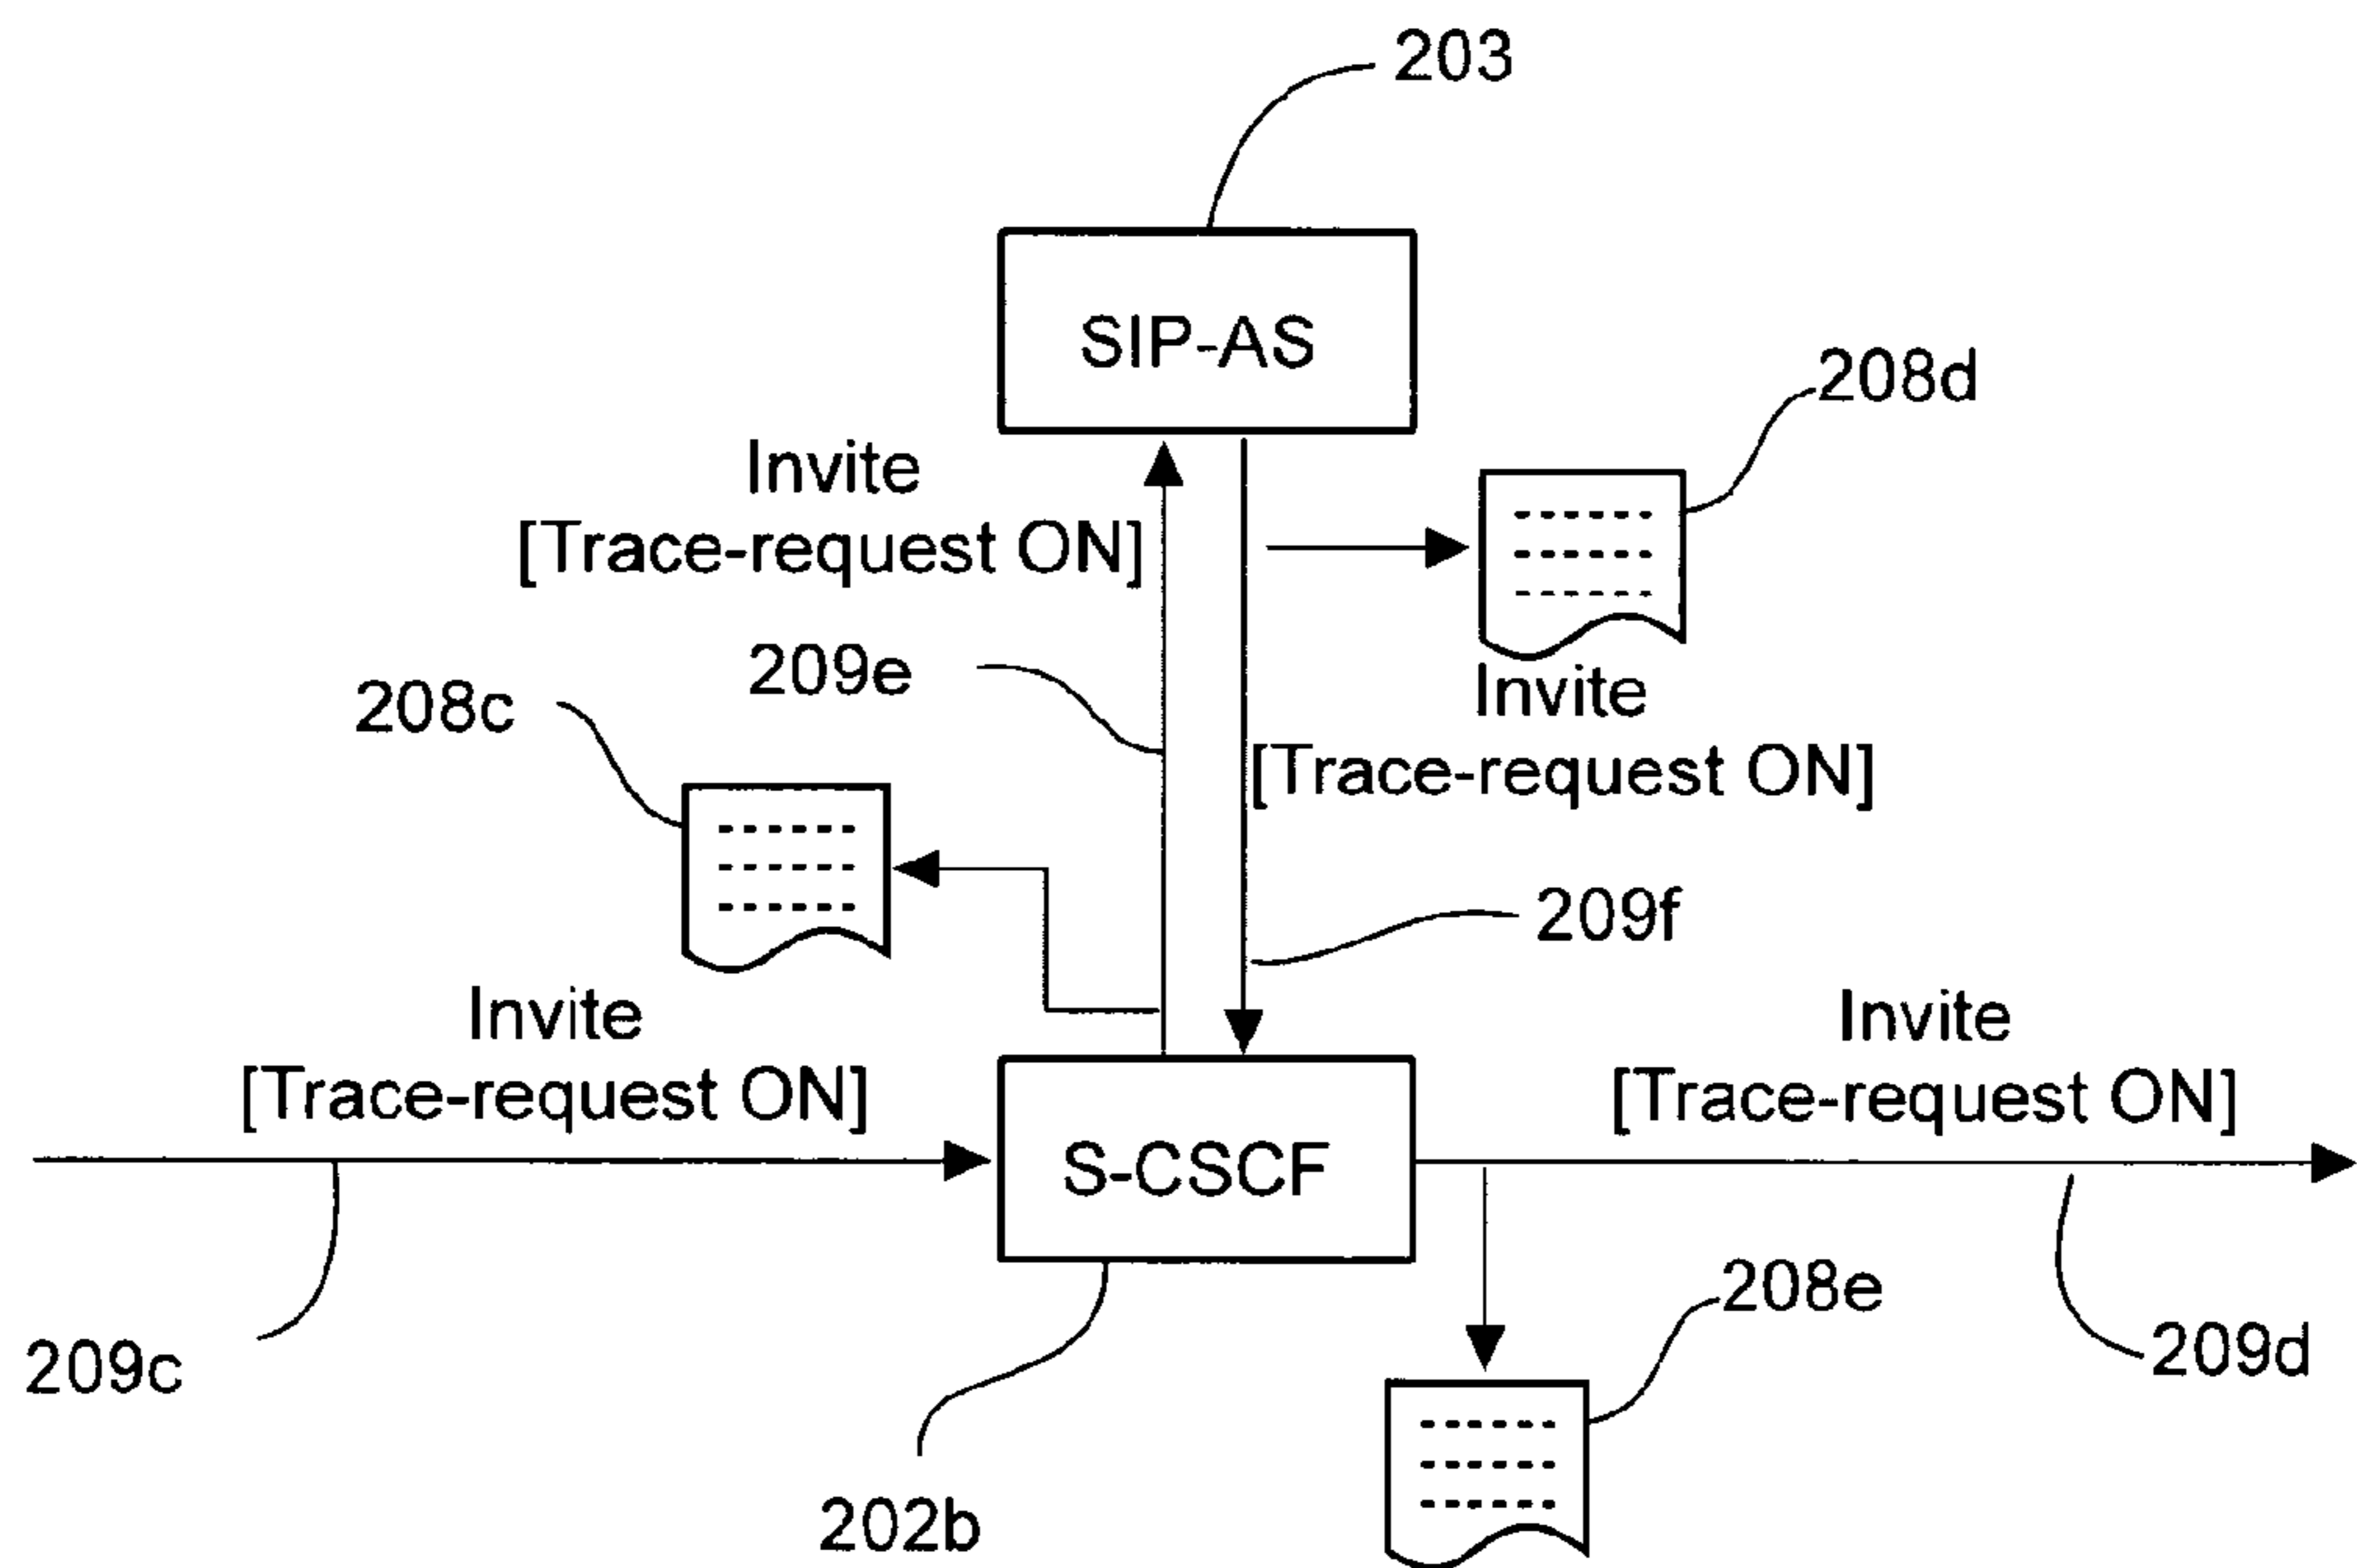 203
SIP-AS
208d
Invite
[Trace-request ON]
209e
208c
Invite
[Trace-request ON]
209f
Invite
[Trace-request ON]
Invite
[Trace-request ON]
S-CSCF
208e
209c
209d
202b